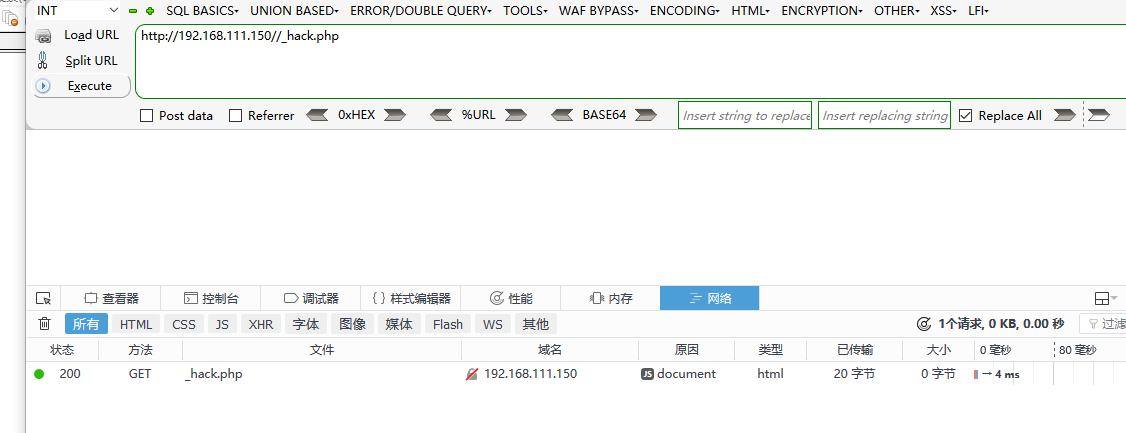 INT SQL BASICS UNION BASED ERROR/DOUBLE QUERY TOOLS WAF BYPASS ENCODING HTML ENCRYPTION OTHER XSS LFI
Load URL http://192.168.111.150//_hack.php
Split URL
Execute
Post data Referrer 0xHEX %URL BASE64 Insert string to replace Insert replacing string Replace All
查看器 控制台 调试器 {} 样式编辑器 性能 内存 网络
所有 HTML CSS JS XHR 字体 图像 媒体 Flash WS 其他 1个请求, 0 KB, 0.00 秒 过滤
状态 方法 文件 域名 原因 类型 已传输 大小 0 毫秒 80 毫秒
200 GET _hack.php 192.168.111.150 JS document html 20 字节 0 字节 → 4 ms